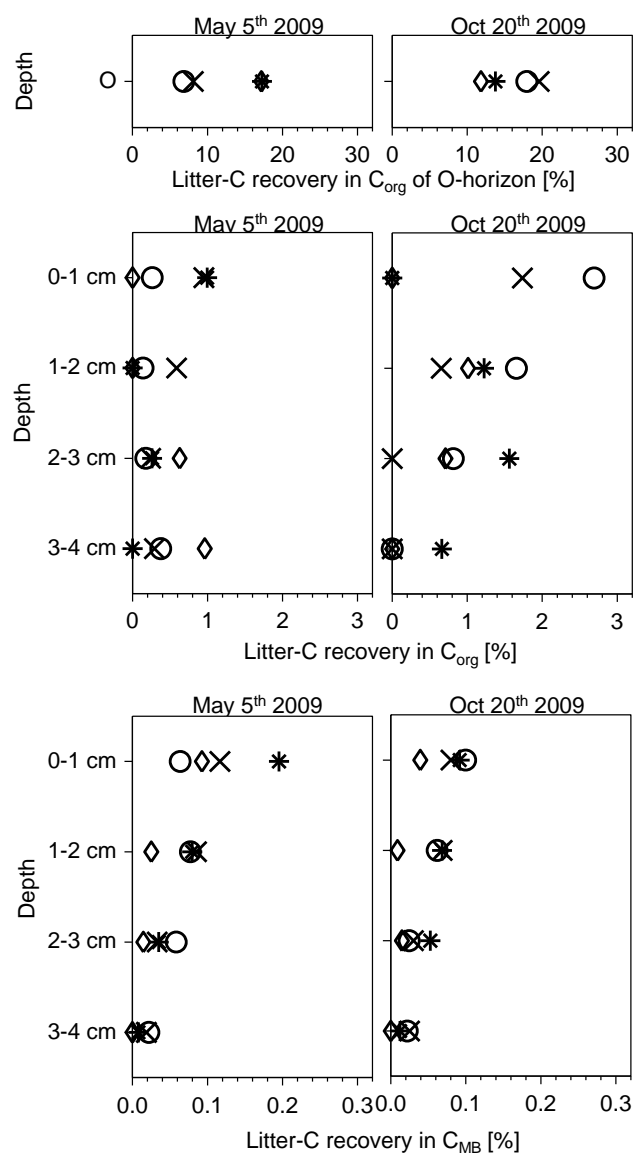 May 5th 2009 Oct 20th 2009
Depth
O
0 10 20 30 0 10 20 30
Litter-C recovery in Corg of O-horizon [%]
May 5th 2009 Oct 20th 2009
Depth
0-1 cm
1-2 cm
2-3 cm
3-4 cm
0 1 2 3 0 1 2 3
Litter-C recovery in Corg [%]
May 5th 2009 Oct 20th 2009
Depth
0-1 cm
1-2 cm
2-3 cm
3-4 cm
0.0 0.1 0.2 0.3 0.0 0.1 0.2 0.3
Litter-C recovery in CMB [%]